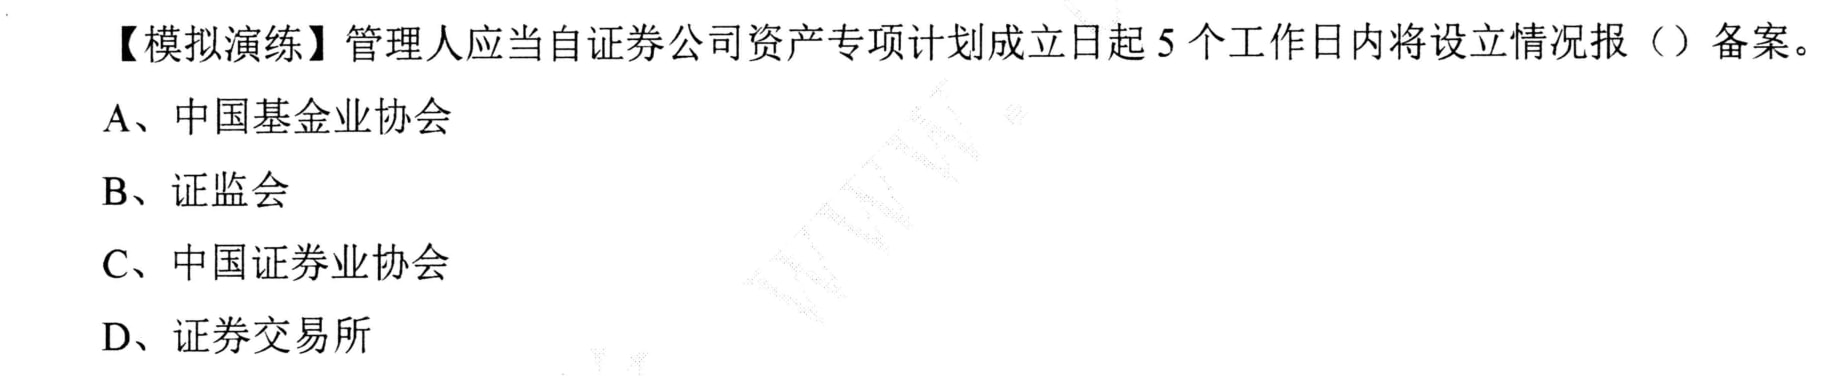 【模拟演练】管理人应当自证券公司资产专项计划成立日起 5 个工作日内将设立情况报（）备案。
A、中国基金业协会
B、证监会
C、中国证券业协会
D、证券交易所
www.